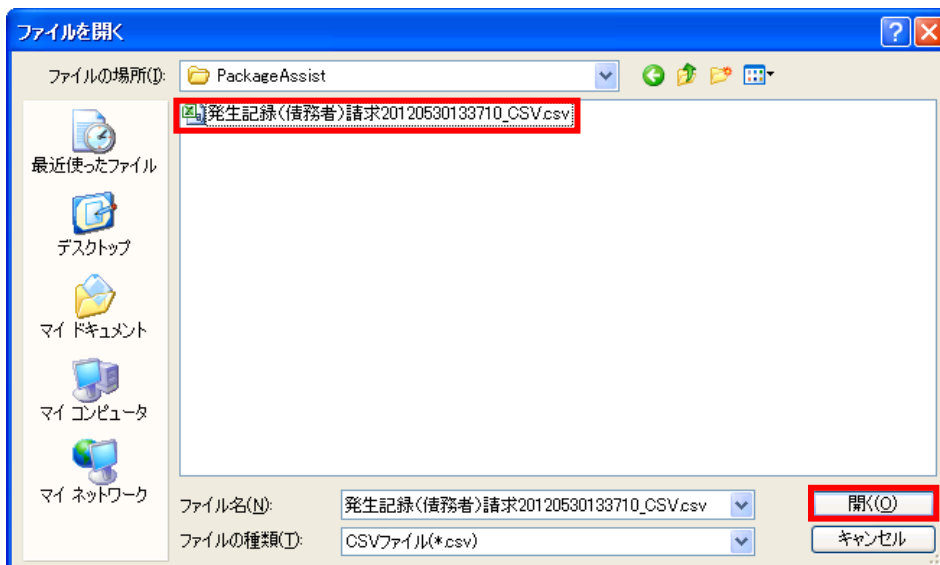 ファイルを開く
ファイルの場所(I):
PackageAssist
発生記録(債務者)請求20120530133710_CSV.csv
最近使ったファイル
デスクトップ
マイ ドキュメント
マイ コンピュータ
マイ ネットワーク
ファイル名(N):
発生記録(債務者)請求20120530133710_CSV.csv
開く(O)
ファイルの種類(T):
CSVファイル(*.csv)
キャンセル